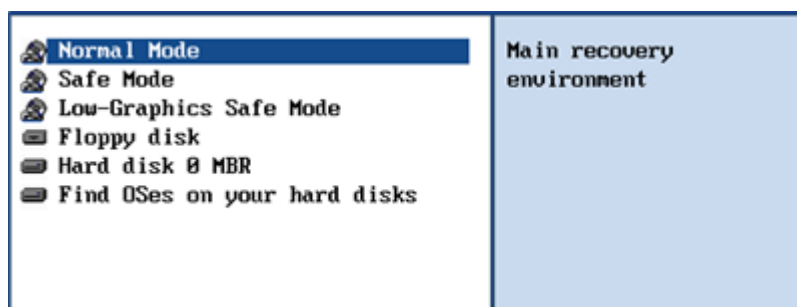 Normal Mode
Safe Mode
Low-Graphics Safe Mode
Floppy disk
Hard disk 0 MBR
Find OSes on your hard disks
Main recovery
environment